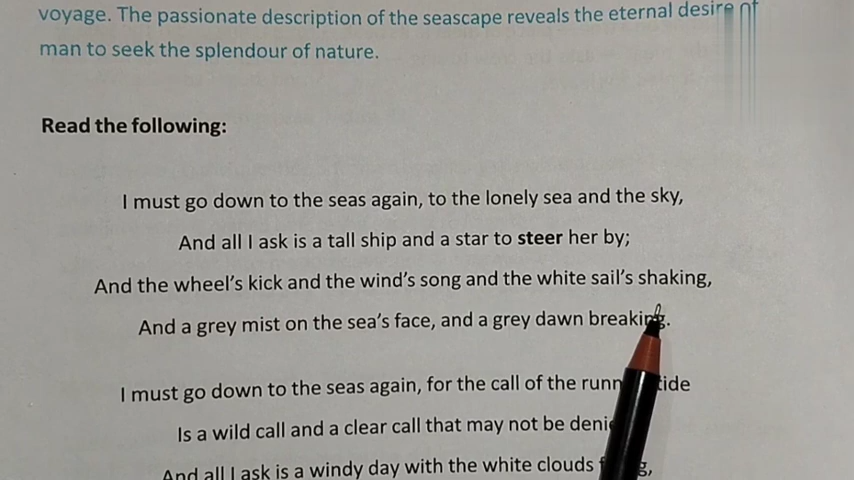 voyage. The passionate description of the seascape reveals the eternal desire of
man to seek the splendour of nature.
Read the following:
I must go down to the seas again, to the lonely sea and the sky,
And all I ask is a tall ship and a star to steer her by;
And the wheel's kick and the wind's song and the white sail's shaking,
And a grey mist on the sea's face, and a grey dawn breaking.
I must go down to the seas again, for the call of the tide
Is a wild call and a clear call that may not be
And all I ask is a windy day with the white clouds